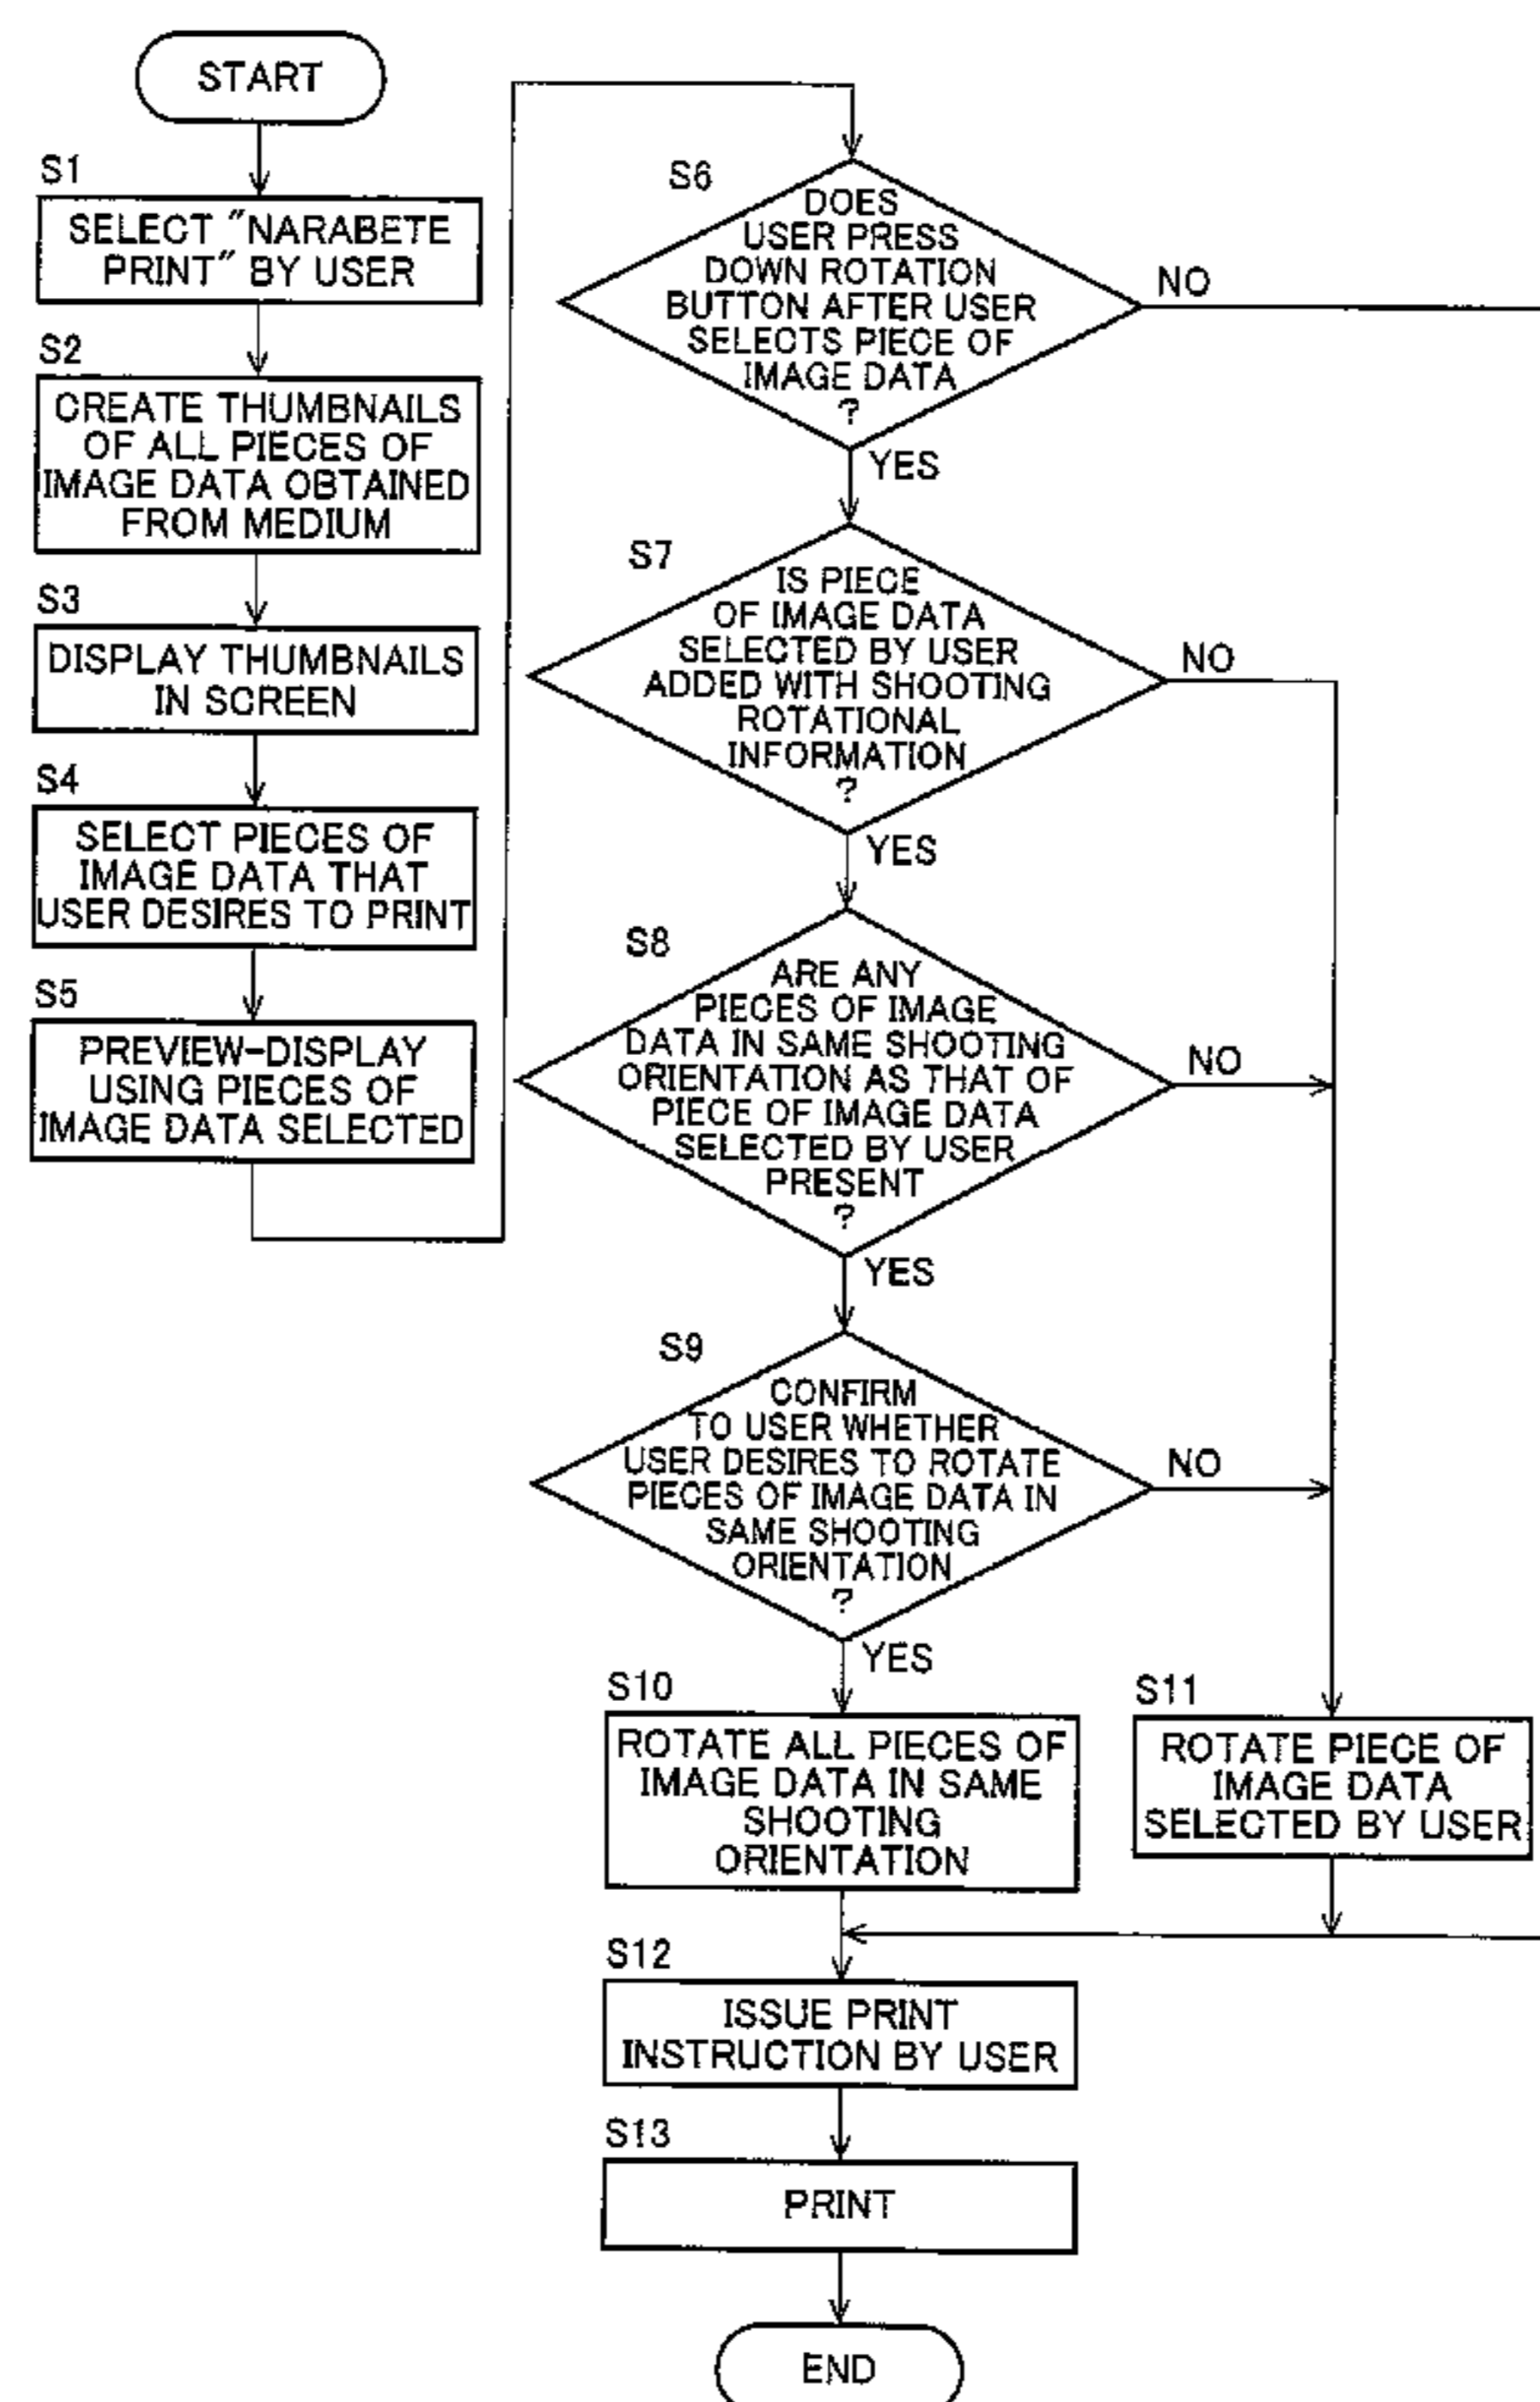 START
S1
SELECT "NARABETE
PRINT" BY USER
S2
CREATE THUMBNAILS
OF ALL PIECES OF
IMAGE DATA OBTAINED
FROM MEDIUM
S3
DISPLAY THUMBNAILS
IN SCREEN
S4
SELECT PIECES OF
IMAGE DATA THAT
USER DESIRES TO PRINT
S5
PREVIEW-DISPLAY
USING PIECES OF
IMAGE DATA SELECTED
S6
DOES
USER PRESS
DOWN ROTATION
BUTTON AFTER USER
SELECTS PIECE OF
IMAGE DATA
?
NO
YES
S7
IS PIECE
OF IMAGE DATA
SELECTED BY USER
ADDED WITH SHOOTING
ROTATIONAL
INFORMATION
?
NO
YES
S8
ARE ANY
PIECES OF IMAGE
DATA IN SAME SHOOTING
ORIENTATION AS THAT OF
PIECE OF IMAGE DATA
SELECTED BY USER
PRESENT
?
NO
YES
S9
CONFIRM
TO USER WHETHER
USER DESIRES TO ROTATE
PIECES OF IMAGE DATA IN
SAME SHOOTING
ORIENTATION
?
NO
YES
S10
ROTATE ALL PIECES OF
IMAGE DATA IN SAME
SHOOTING
ORIENTATION
S11
ROTATE PIECE OF
IMAGE DATA
SELECTED BY USER
S12
ISSUE PRINT
INSTRUCTION BY USER
S13
PRINT
END